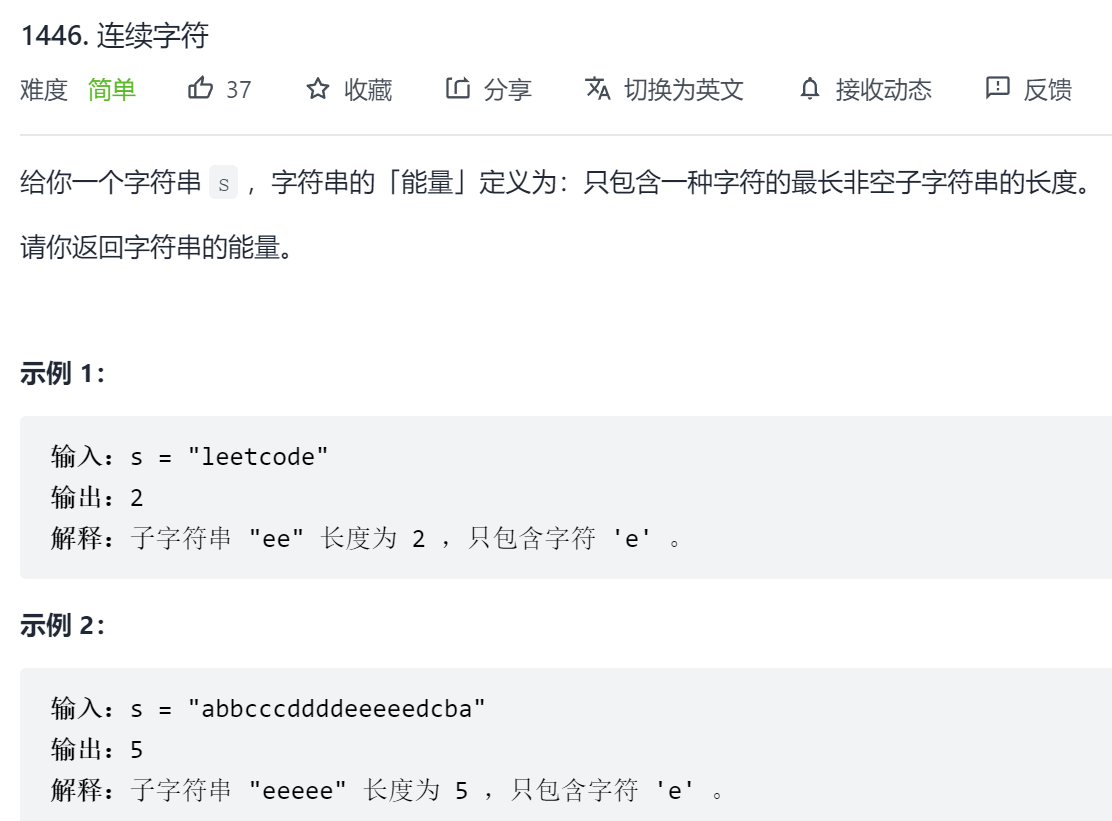 1446. 连续字符
难度 简单 37 收藏 分享 切换为英文 接收动态 反馈
给你一个字符串 s ，字符串的「能量」定义为：只包含一种字符的最长非空子字符串的长度。
请你返回字符串的能量。
示例 1：
输入：s = "leetcode"
输出：2
解释：子字符串 "ee" 长度为 2 ，只包含字符 'e' 。
示例 2：
输入：s = "abbcccddddeeeeedcba"
输出：5
解释：子字符串 "eeeee" 长度为 5 ，只包含字符 'e' 。